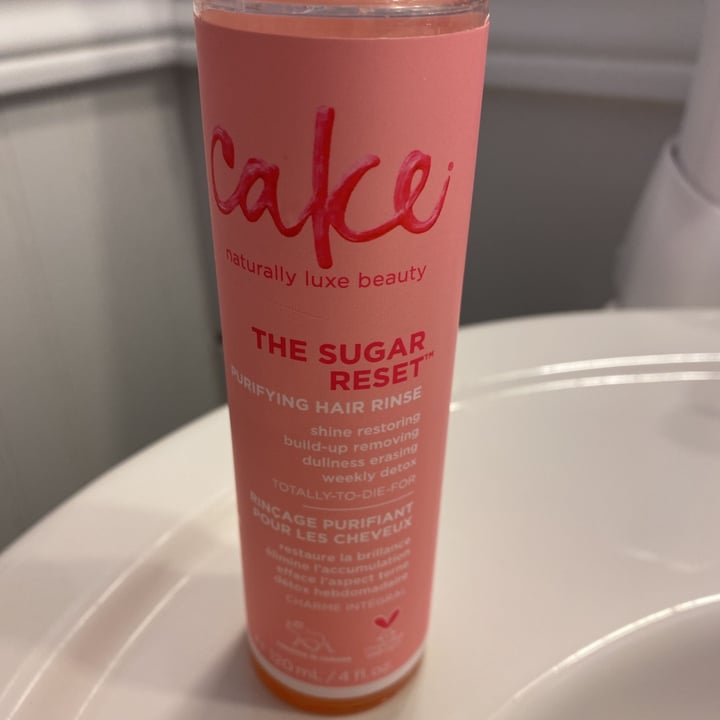 cake®
naturally luxe beauty
THE SUGAR
RESET™
PURIFYING HAIR RINSE
shine restoring
build-up removing
dullness erasing
weekly detox
TOTALLY-TO-DIE-FOR
RINÇAGE PURIFIANT
POUR LES CHEVEUX
restaure la brillance
élimine l'accumulation
efface l'aspect terne
détox hebdomadaire
CHARME INTÉGRAL
120 mL / 4 fl oz